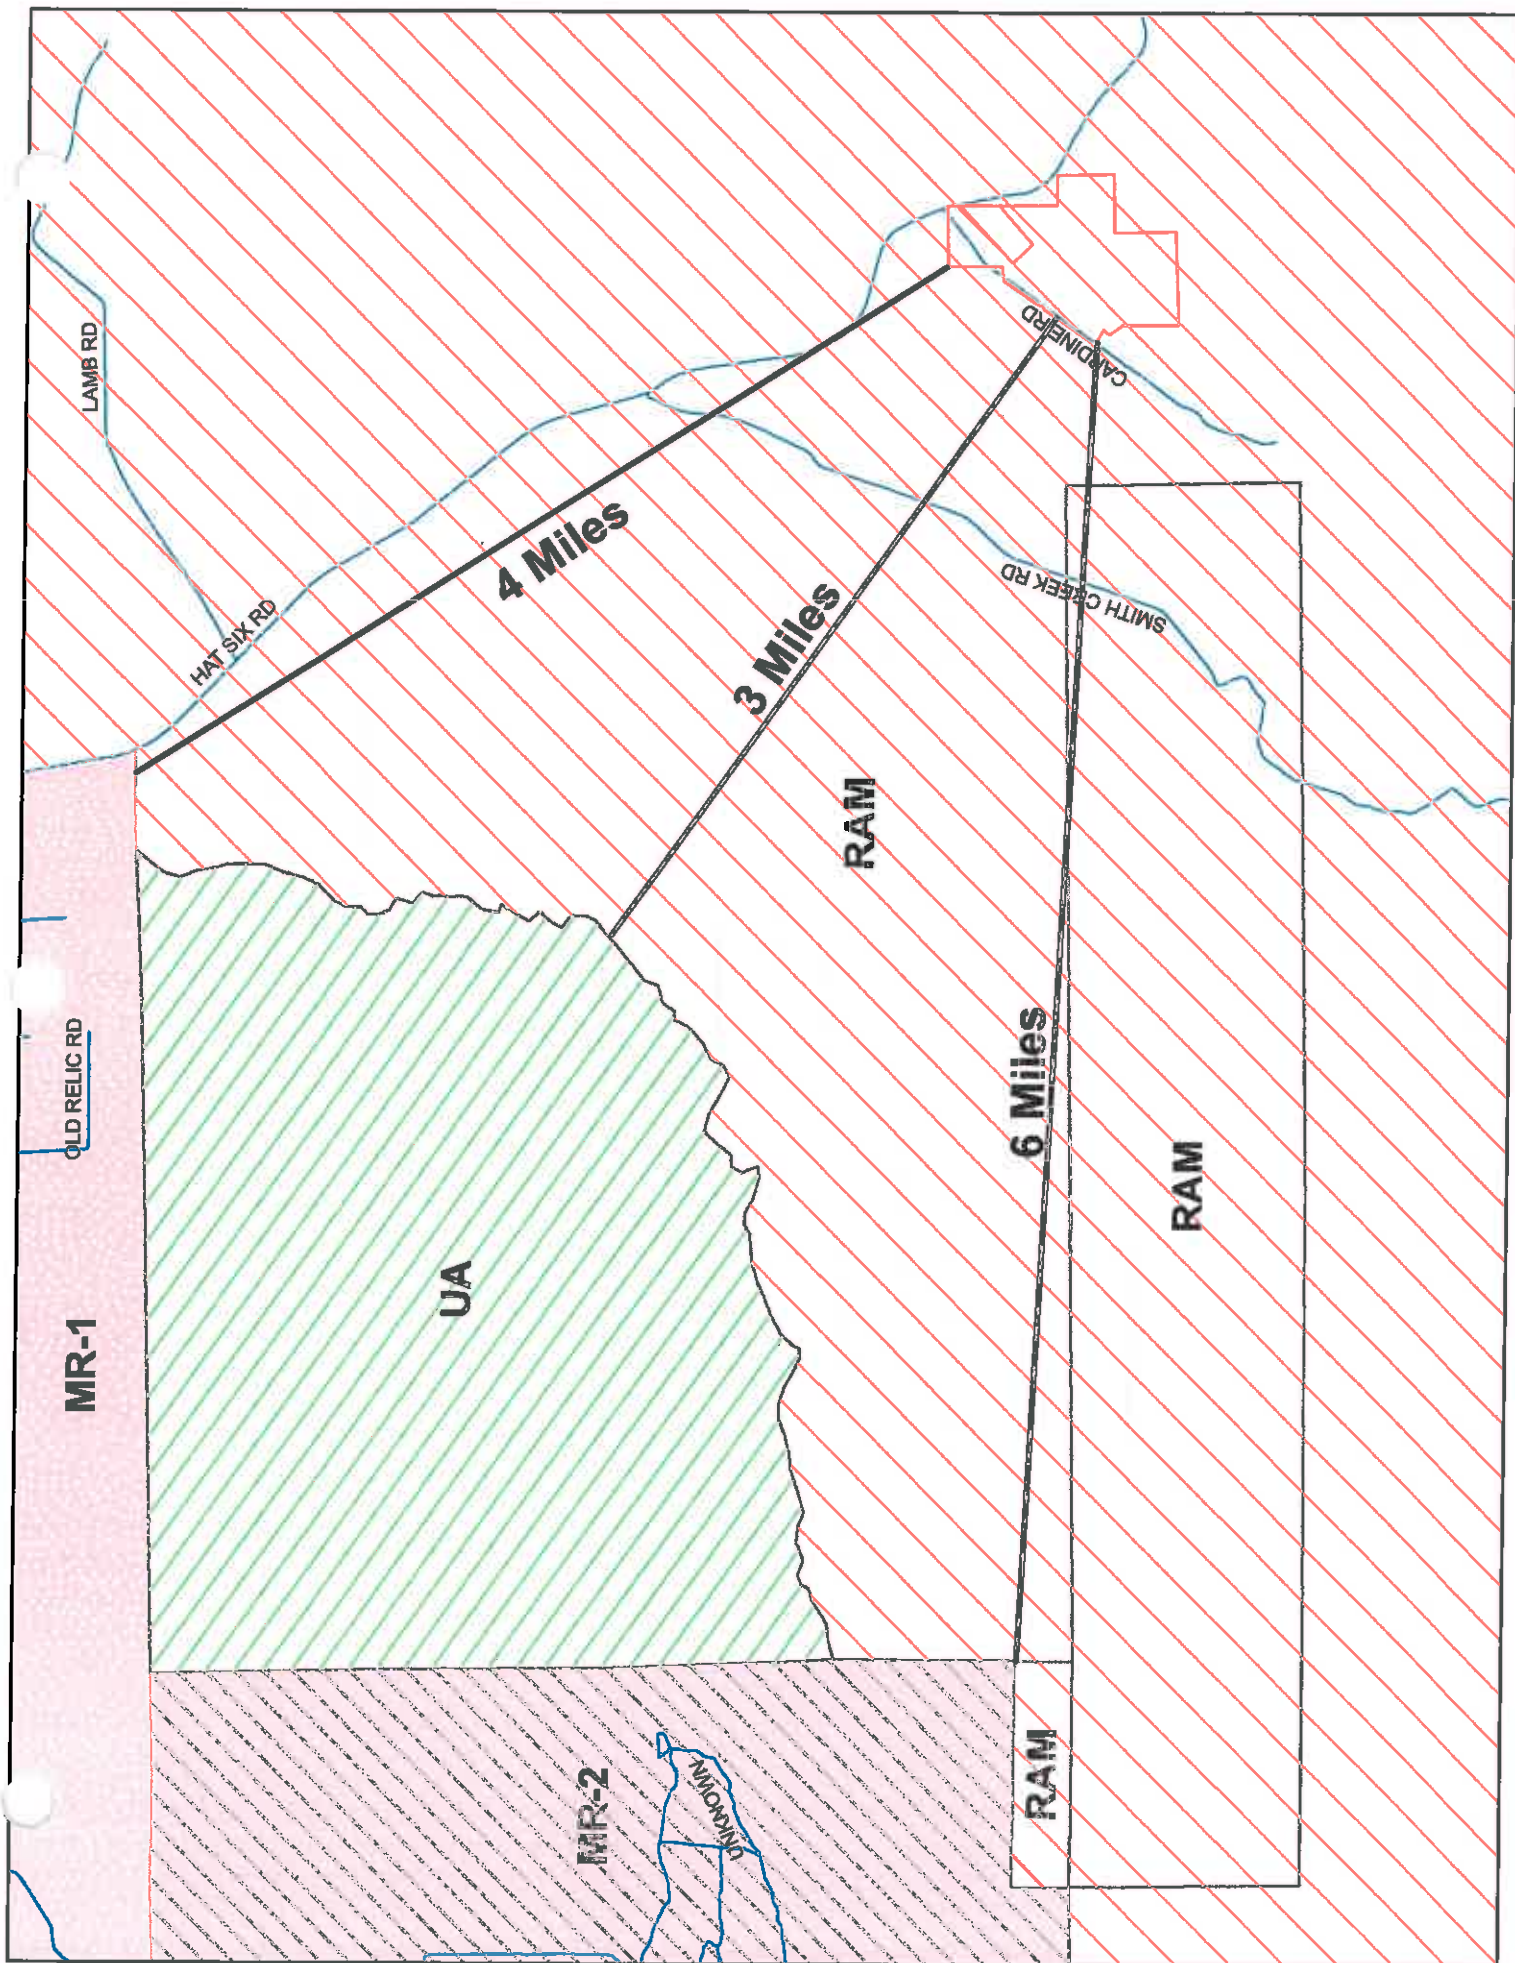 LAMB RD
HAT SIX RD
4 Miles
3 Miles
CARDINE RD
SMITH CREEK RD
RAM
OLD RELIC RD
MR-1
UA
6 Miles
RAM
MR-2
UNKNOWN
RAM